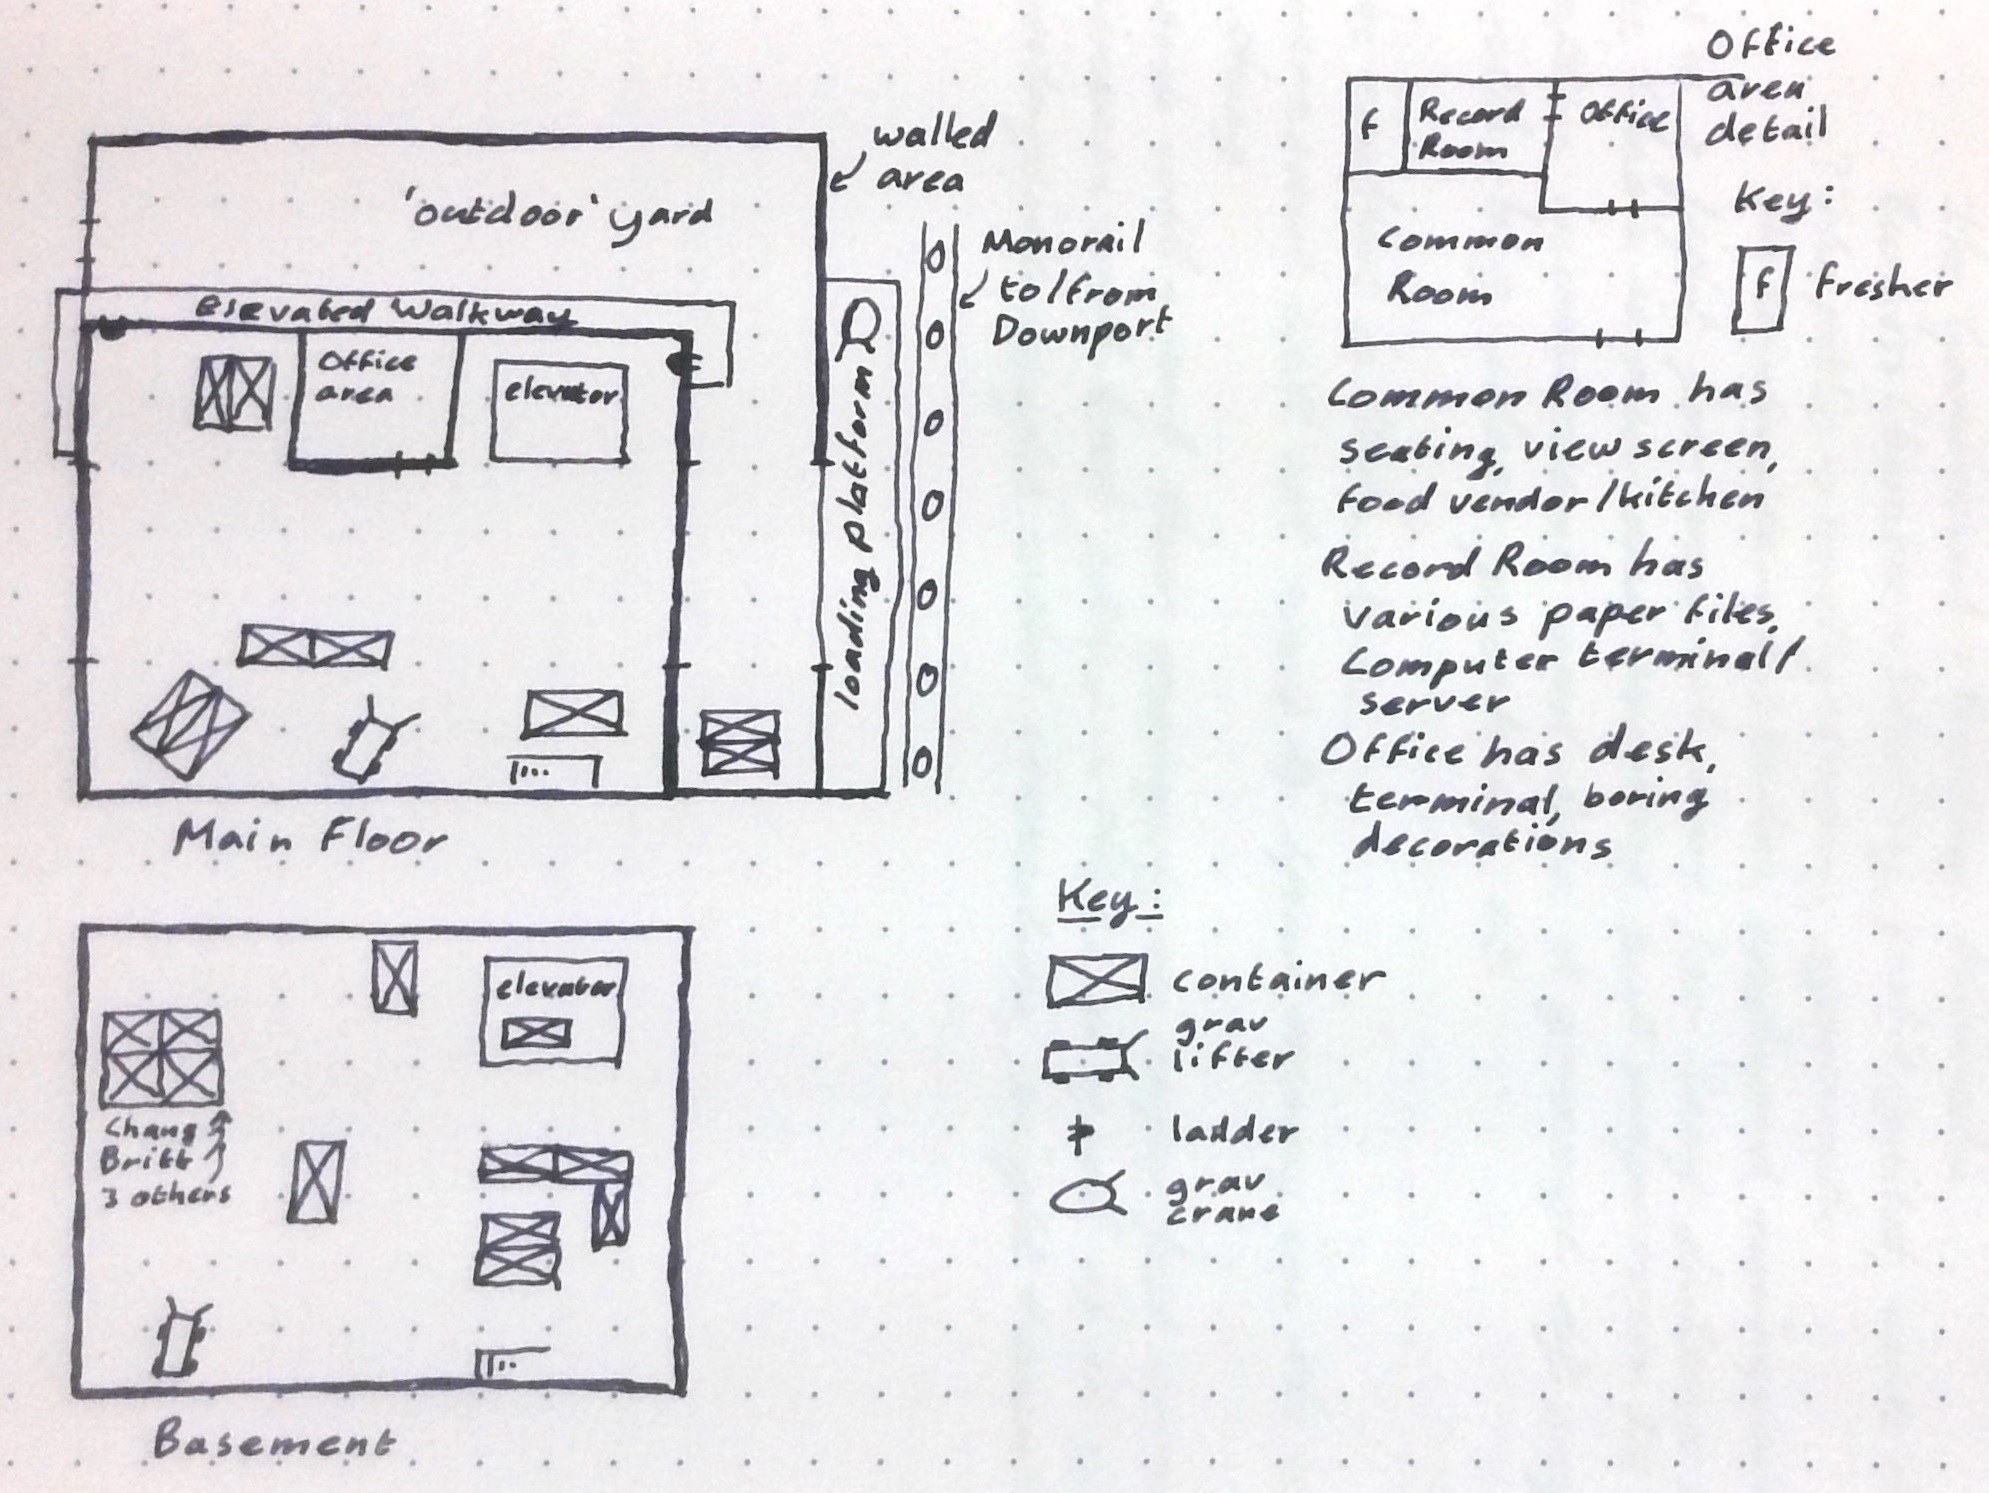 walled
area
'outdoor' yard
Monorail
to/from
Downport
elevated walkway
Office
area
elevator
loading platform
Main Floor
elevator
Chang
Britt
3 others
Basement
Office
area
detail
f
Record
Room
Office
Common
Room
Key:
f fresher
Common Room has
seating, view screen,
food vendor/kitchen
Record Room has
various paper files,
Computer terminal/
server
Office has desk,
terminal, boring
decorations
Key:
container
grav
lifter
ladder
grav
crane